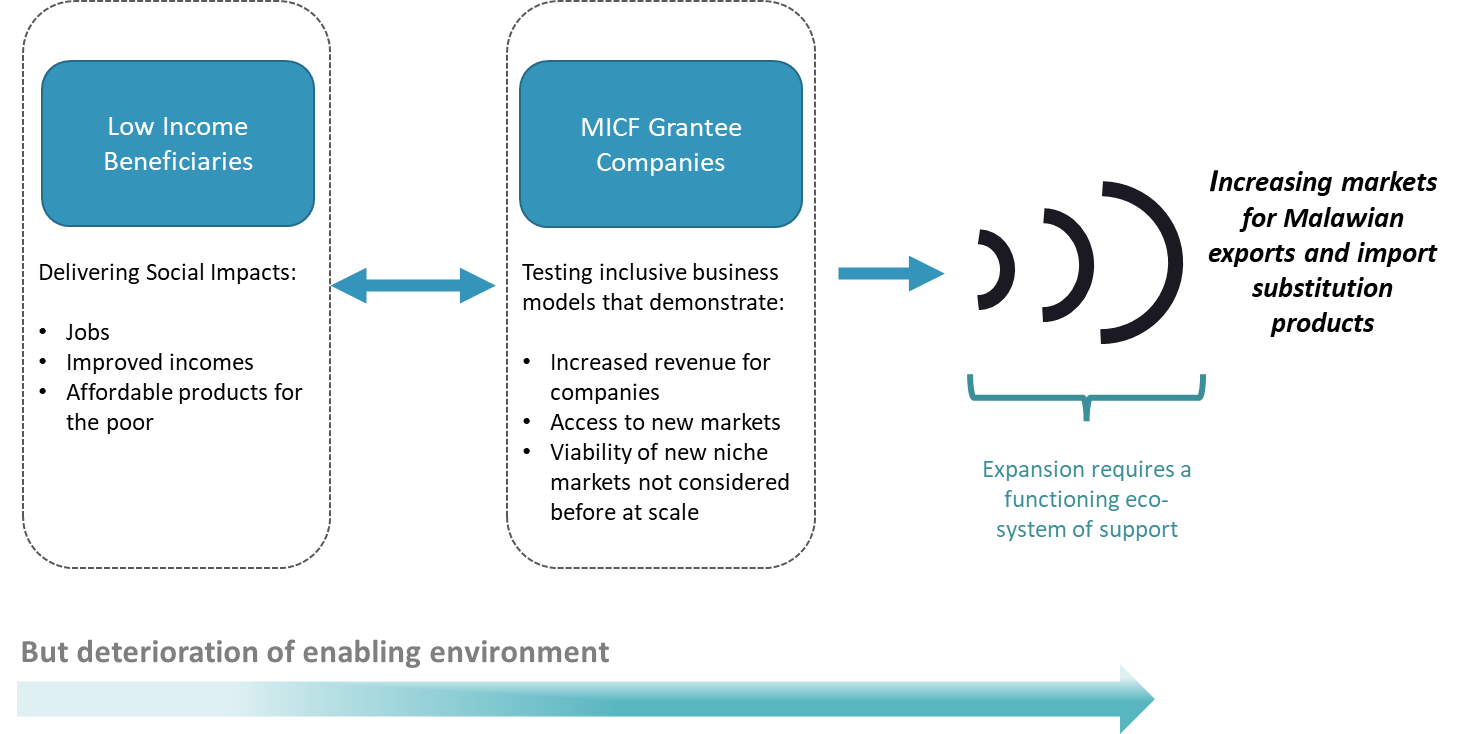 Low Income
Beneficiaries
Delivering Social Impacts:
• Jobs
• Improved incomes
• Affordable products for
the poor
MICF Grantee
Companies
Testing inclusive business
models that demonstrate:
• Increased revenue for
companies
• Access to new markets
• Viability of new niche
markets not considered
before at scale
Increasing markets
for Malawian
exports and import
substitution
products
Expansion requires a
functioning eco-
system of support
But deterioration of enabling environment